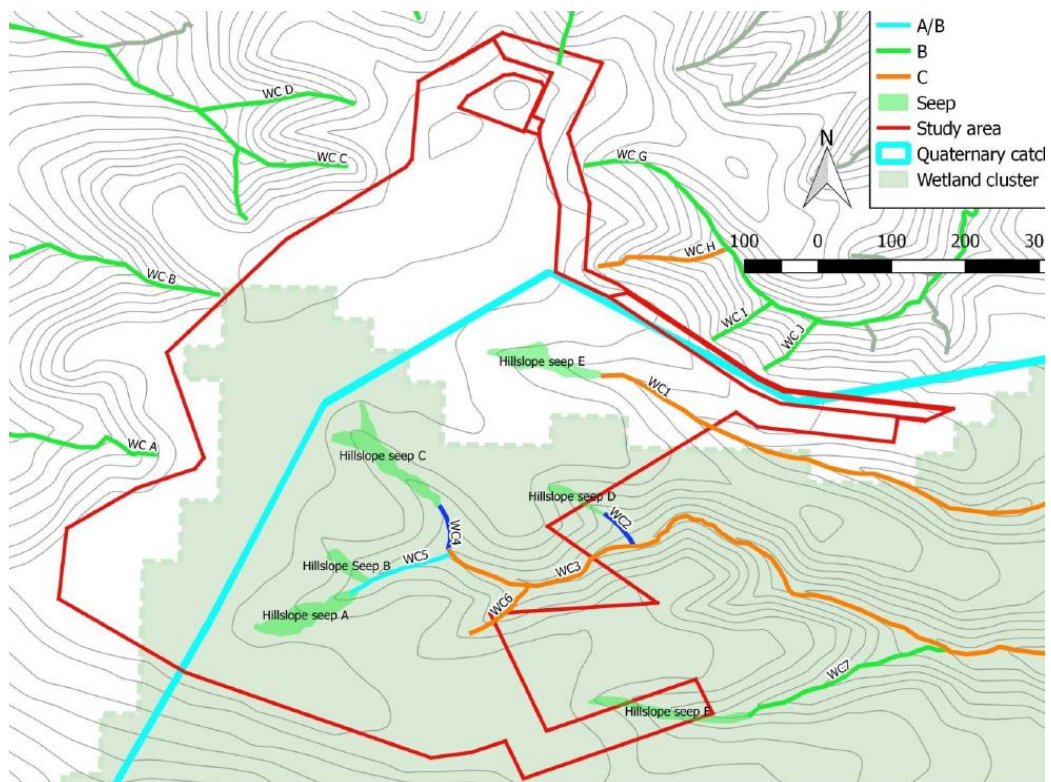 A/B
B
C
Seep
Study area
Quaternary catch
Wetland cluster
N
100 0 100 200 30
WC D
WC C
WC G
WC H
WC B
WC I
WC J
Hillslope seep E
WC1
WC A
Hillslope seep C
Hillslope seep D
WC4
WC2
WC5
Hillslope Seep B
WC3
WC6
Hillslope seep A
WC7
Hillslope seep F